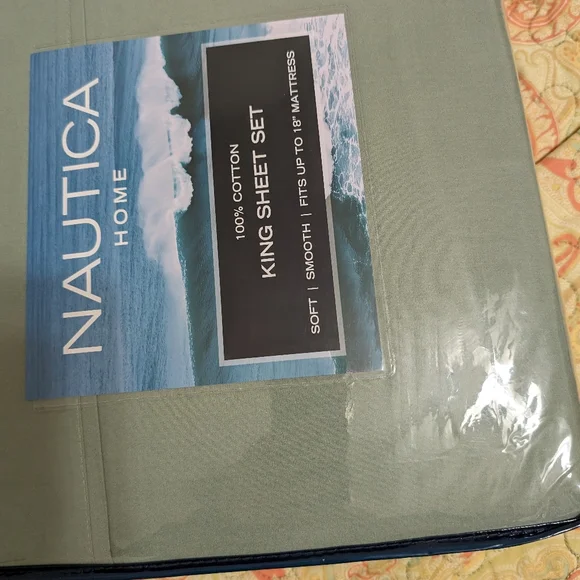 NAUTICA
HOME
100% COTTON
KING SHEET SET
SOFT | SMOOTH | FITS UP TO 18" MATTRESS